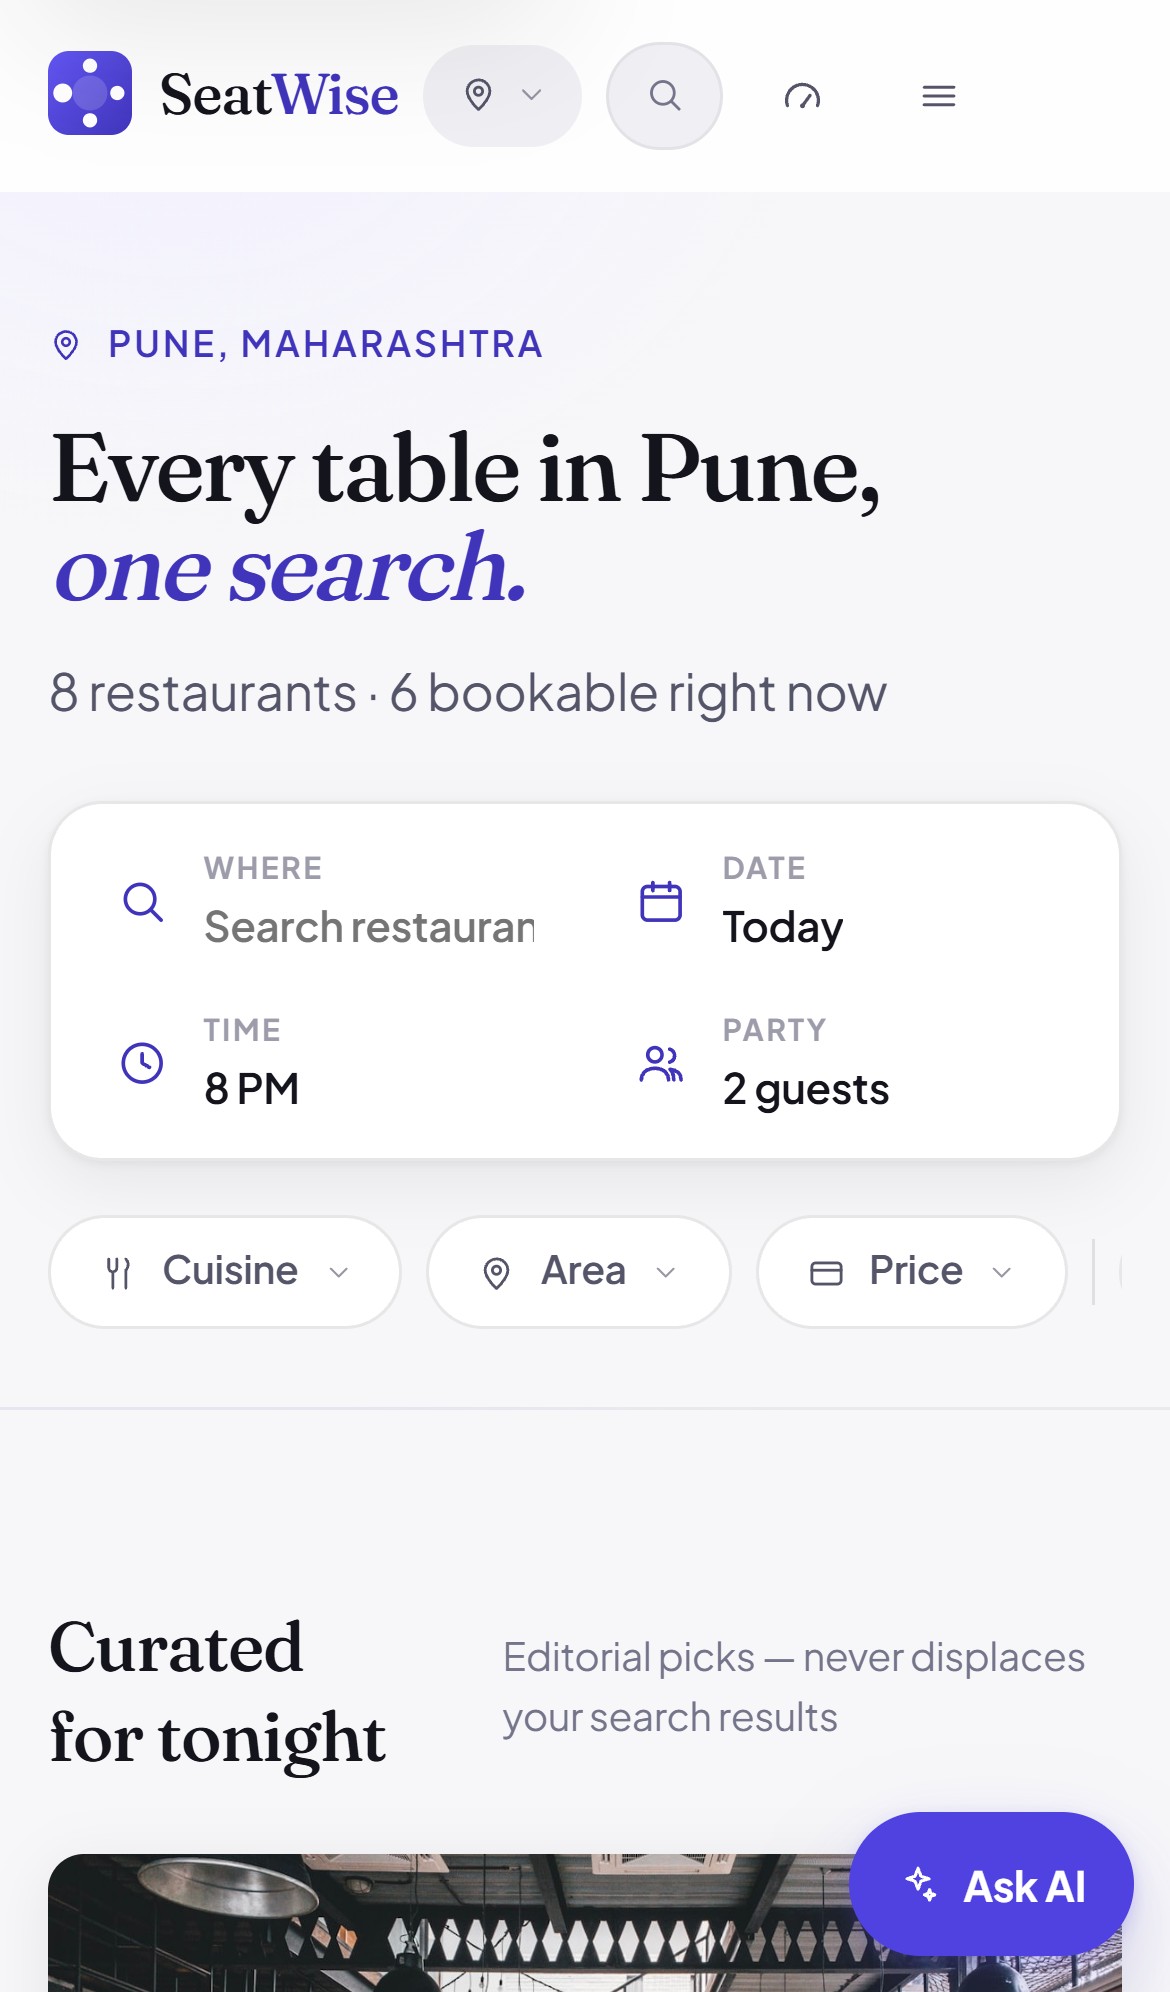 SeatWise
PUNE, MAHARASHTRA
Every table in Pune,
one search.
8 restaurants · 6 bookable right now
WHERE
Search restauran
DATE
Today
TIME
8 PM
PARTY
2 guests
Cuisine
Area
Price
Curated
for tonight
Editorial picks — never displaces
your search results
Ask AI